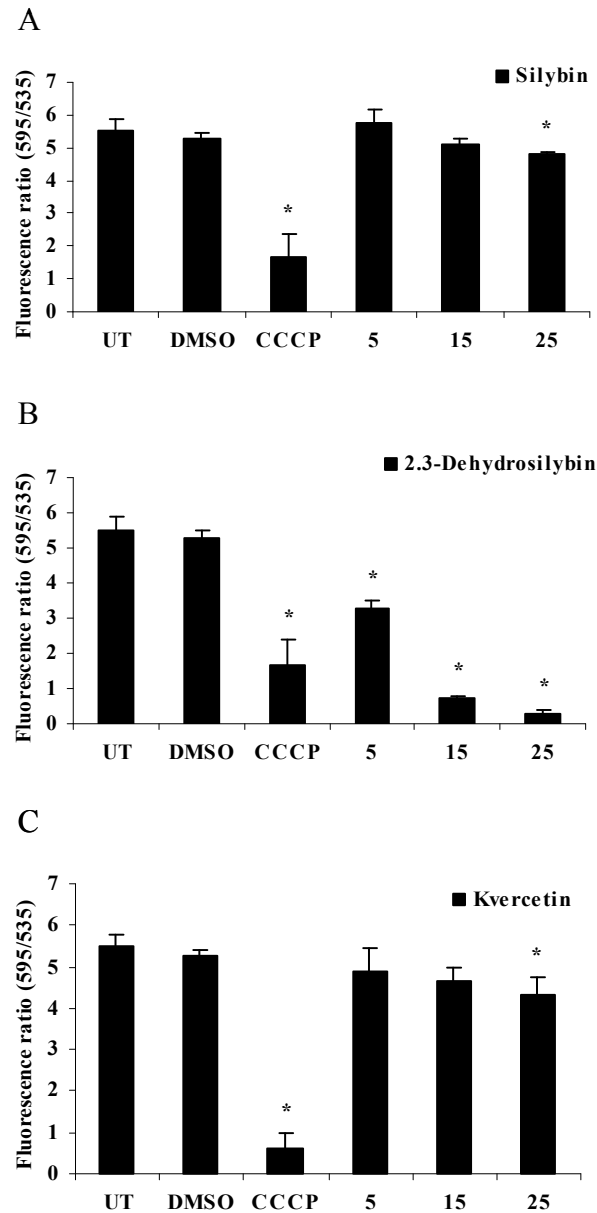 A
Silybin
Fluorescence ratio (595/535)
7
6
5
4
3
2
1
0
*
*
UT DMSO CCCP 5 15 25
B
2.3-Dehydrosilybin
Fluorescence ratio (595/535)
7
6
5
4
3
2
1
0
*
*
*
*
UT DMSO CCCP 5 15 25
C
Kvercetin
Fluorescence ratio (595/535)
7
6
5
4
3
2
1
0
*
*
UT DMSO CCCP 5 15 25